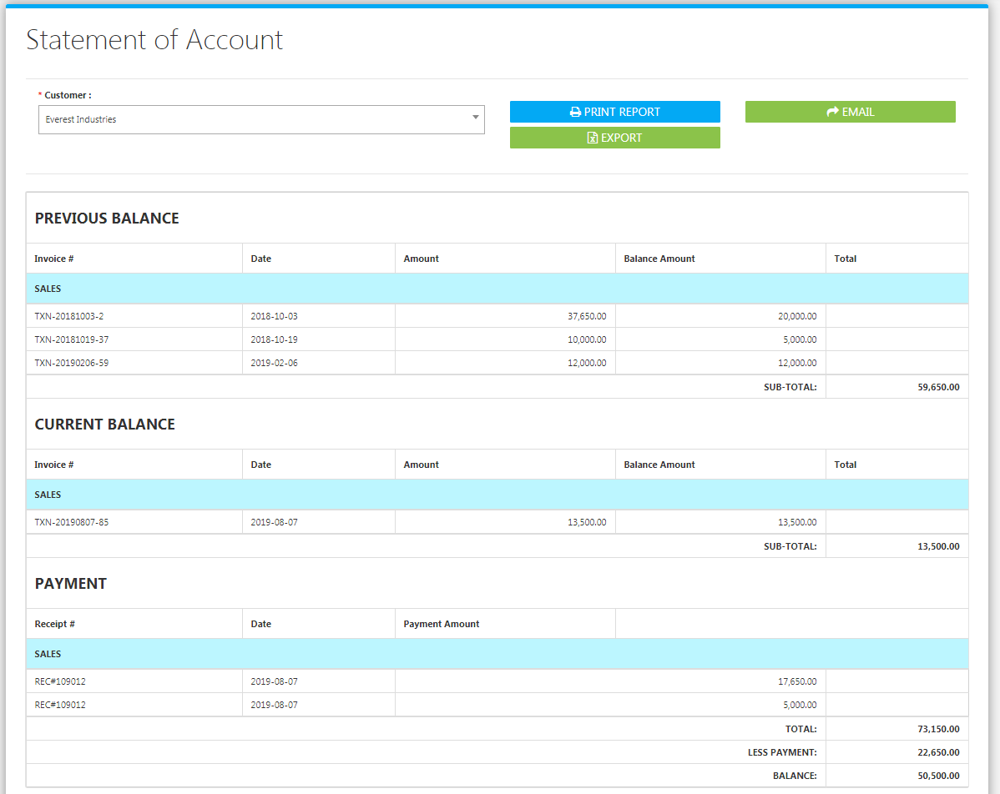 Statement of Account
* Customer :
Everest Industries
PRINT REPORT
EMAIL
EXPORT
PREVIOUS BALANCE
Invoice # Date Amount Balance Amount Total
SALES
TXN-20181003-2 2018-10-03 37,650.00 20,000.00
TXN-20181019-37 2018-10-19 10,000.00 5,000.00
TXN-20190206-59 2019-02-06 12,000.00 12,000.00
SUB-TOTAL: 59,650.00
CURRENT BALANCE
Invoice # Date Amount Balance Amount Total
SALES
TXN-20190807-85 2019-08-07 13,500.00 13,500.00
SUB-TOTAL: 13,500.00
PAYMENT
Receipt # Date Payment Amount
SALES
REC#109012 2019-08-07 17,650.00
REC#109012 2019-08-07 5,000.00
TOTAL: 73,150.00
LESS PAYMENT: 22,650.00
BALANCE: 50,500.00